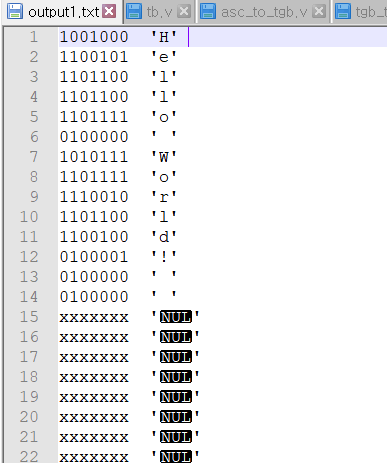 output1.txt tb.v asc_to_tgb.v tgb_
1 1001000 'H'
2 1100101 'e'
3 1101100 'l'
4 1101100 'l'
5 1101111 'o'
6 0100000 ' '
7 1010111 'W'
8 1101111 'o'
9 1110010 'r'
10 1101100 'l'
11 1100100 'd'
12 0100001 '!'
13 0100000 ' '
14 0100000 ' '
15 xxxxxxx 'NUL'
16 xxxxxxx 'NUL'
17 xxxxxxx 'NUL'
18 xxxxxxx 'NUL'
19 xxxxxxx 'NUL'
20 xxxxxxx 'NUL'
21 xxxxxxx 'NUL'
22 xxxxxxx 'NUL'